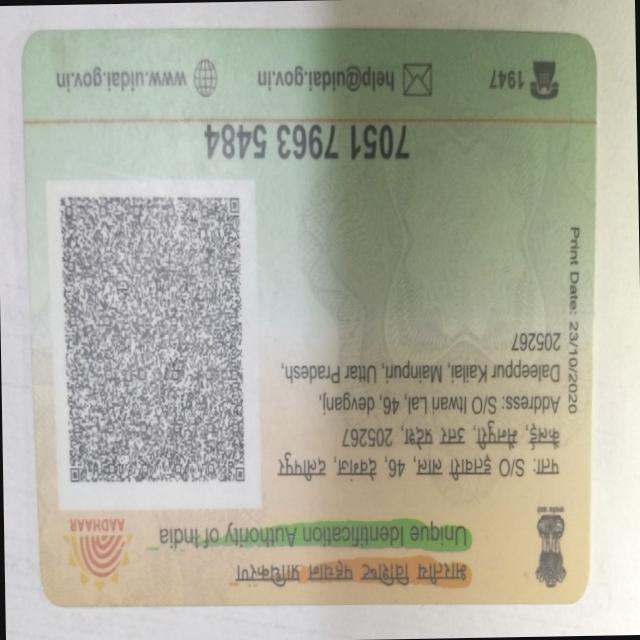 भारतीय विशिष्ट पहचान प्राधिकरण
Unique Identification Authority of India
AADHAAR
पता: S/O इतवारी लाल, 46, देवगंज, दलीपुर
कैलई, मैनपुरी, उत्तर प्रदेश, 205267
Address: S/O Itwari Lal, 46, devganj,
Daleeppur Kailai, Mainpuri, Uttar Pradesh,
205267
Print Date: 23/10/2020
7051 7963 5484
1947
help@uidai.gov.in
www.uidai.gov.in